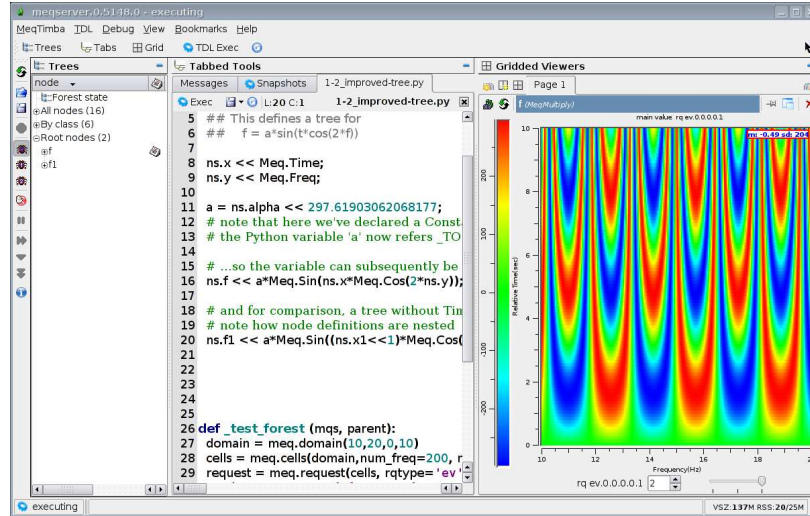 meqserver.0.5148.0 - executing
MeqTimba TDL Debug View Bookmarks Help
Trees Tabs Grid TDL Exec
Trees
node
Forest state
All nodes (16)
By class (6)
Root nodes (2)
f
f1
Tabbed Tools
Messages Snapshots 1-2_improved-tree.py
Exec L:20 C:1 1-2_improved-tree.py
5 ## This defines a tree for
6 ## f = a*sin(t*cos(2*f))
7
8 ns.x << Meq.Time;
9 ns.y << Meq.Freq;
10
11 a = ns.alpha << 297.61903062068177;
12 # note that here we've declared a Const
13 # the Python variable 'a' now refers _TO
14
15 # ...so the variable can subsequently be
16 ns.f << a*Meq.Sin(ns.x*Meq.Cos(2*ns.y));
17
18 # and for comparison, a tree without Tim
19 # note how node definitions are nested
20 ns.f1 << a*Meq.Sin((ns.x1<<1)*Meq.Cos(
21
22
23
24
25
26 def _test_forest (mqs, parent):
27 domain = meq.domain(10,20,0,10)
28 cells = meq.cells(domain,num_freq=200, r
29 request = meq.request(cells, rqtype='ev'
Gridded Viewers
Page 1
f (MeqMultiply)
main value rq ev.0.0.0.0.1
m: -0.49 sd: 204
200
100
0
-100
-200
Relative Time(sec)
10
8
6
4
2
0
10 12 14 16 18 2
Frequency(Hz)
rq ev.0.0.0.0.1 2
executing
VSZ:137M RSS:20/25M